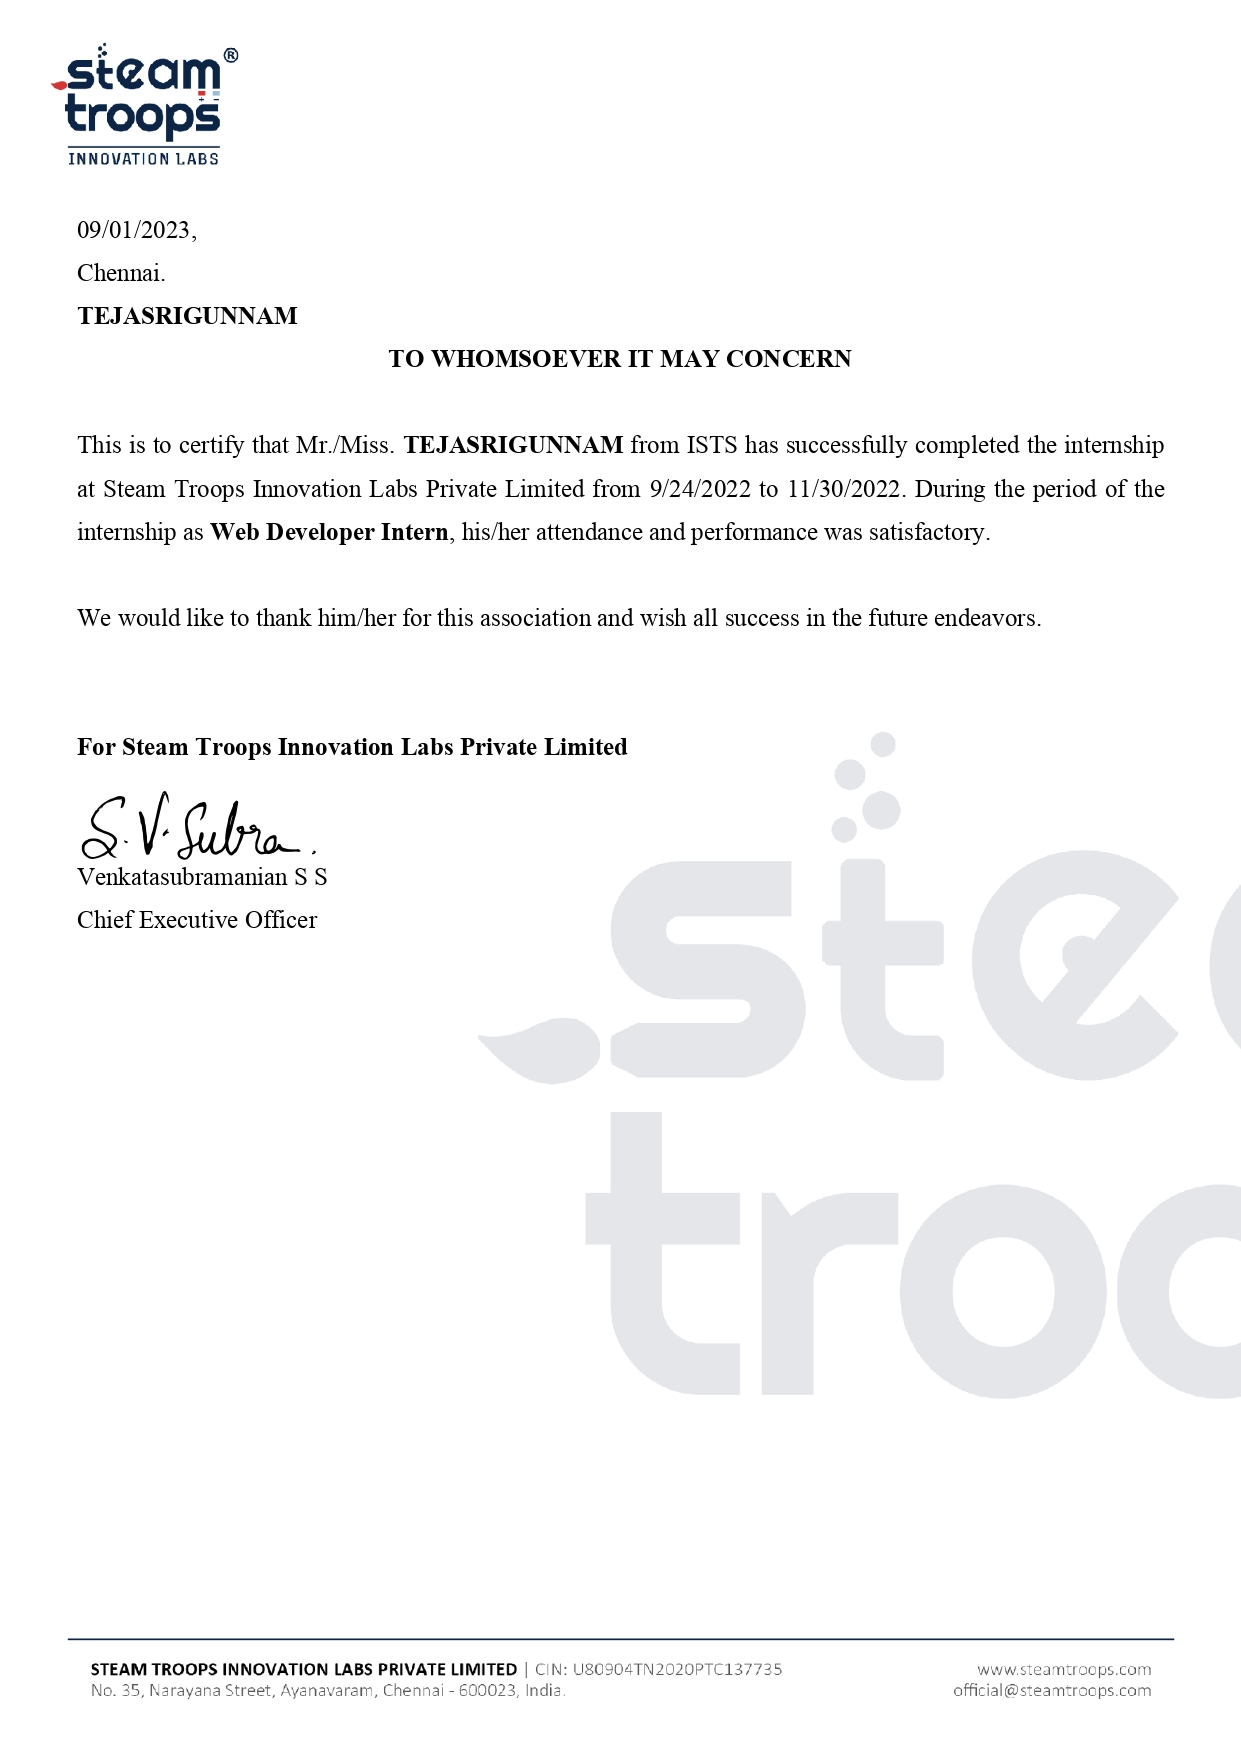 steam®
troops
INNOVATION LABS
09/01/2023,
Chennai.
TEJASRIGUNNAM
TO WHOMSOEVER IT MAY CONCERN
This is to certify that Mr./Miss. TEJASRIGUNNAM from ISTS has successfully completed the internship
at Steam Troops Innovation Labs Private Limited from 9/24/2022 to 11/30/2022. During the period of the
internship as Web Developer Intern, his/her attendance and performance was satisfactory.
We would like to thank him/her for this association and wish all success in the future endeavors.
For Steam Troops Innovation Labs Private Limited
S.V.Subra.
Venkatasubramanian S S
Chief Executive Officer
stea
troo
STEAM TROOPS INNOVATION LABS PRIVATE LIMITED | CIN: U80904TN2020PTC137735
www.steamtroops.com
No. 35, Narayana Street, Ayanavaram, Chennai - 600023, India.
official@steamtroops.com